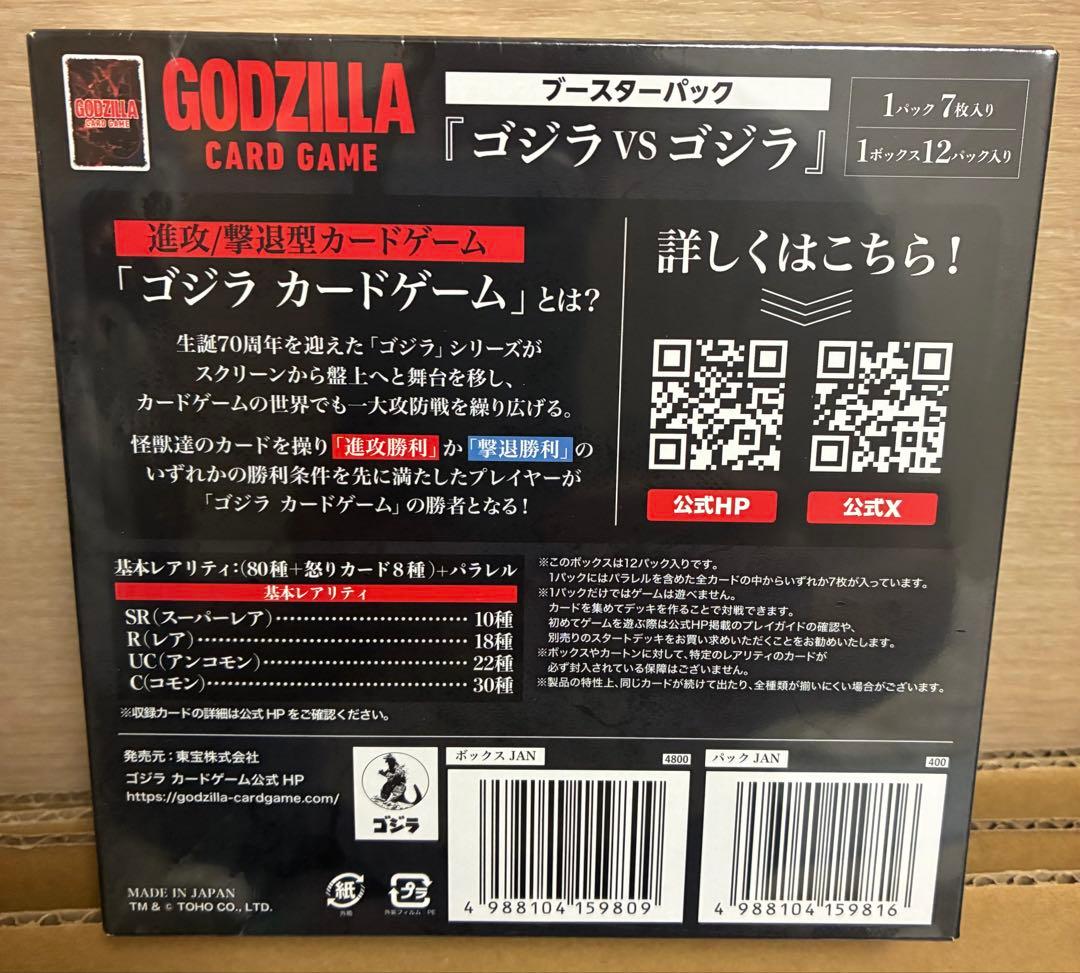 GODZILLA
CARD GAME
GODZILLA
CARD GAME
ブースターパック
『ゴジラ VS ゴジラ』
1パック 7枚入り
1ボックス12パック入り
進攻/撃退型カードゲーム
「ゴジラ カードゲーム」とは?
生誕70周年を迎えた「ゴジラ」シリーズが
スクリーンから盤上へと舞台を移し、
カードゲームの世界でも一大攻防戦を繰り広げる。
怪獣達のカードを操り「進攻勝利」か「撃退勝利」の
いずれかの勝利条件を先に満たしたプレイヤーが
「ゴジラ カードゲーム」の勝者となる!
詳しくはこちら!
公式HP
公式X
基本レアリティ:(80種+怒りカード8種)+パラレル
基本レアリティ
SR(スーパーレア)‥‥‥‥‥‥‥‥‥‥ 10種
R(レア)‥‥‥‥‥‥‥‥‥‥‥‥‥‥ 18種
UC(アンコモン)‥‥‥‥‥‥‥‥‥‥‥ 22種
C(コモン)‥‥‥‥‥‥‥‥‥‥‥‥‥ 30種
※収録カードの詳細は公式HPをご確認ください。
※このボックスは12パック入りです。
1パックにはパラレルを含めた全カードの中からいずれか7枚が入っています。
※1パックだけではゲームは遊べません。
カードを集めてデッキを作ることで対戦できます。
初めてゲームを遊ぶ際は公式HP掲載のプレイガイドの確認や、
別売りのスタートデッキをお買い求めいただくことをお勧めいたします。
※ボックスやカートンに対して、特定のレアリティのカードが
必ず封入されている保障はございません。
※製品の特性上、同じカードが続けて出たり、全種類が揃いにくい場合がございます。
発売元:東宝株式会社
ゴジラ カードゲーム公式HP
https://godzilla-cardgame.com/
ゴジラ
MADE IN JAPAN
TM & © TOHO CO., LTD.
紙
外箱
プラ
外装フィルム:PE
ボックス JAN
4800
4 988104 159809
パック JAN
400
4 988104 159816